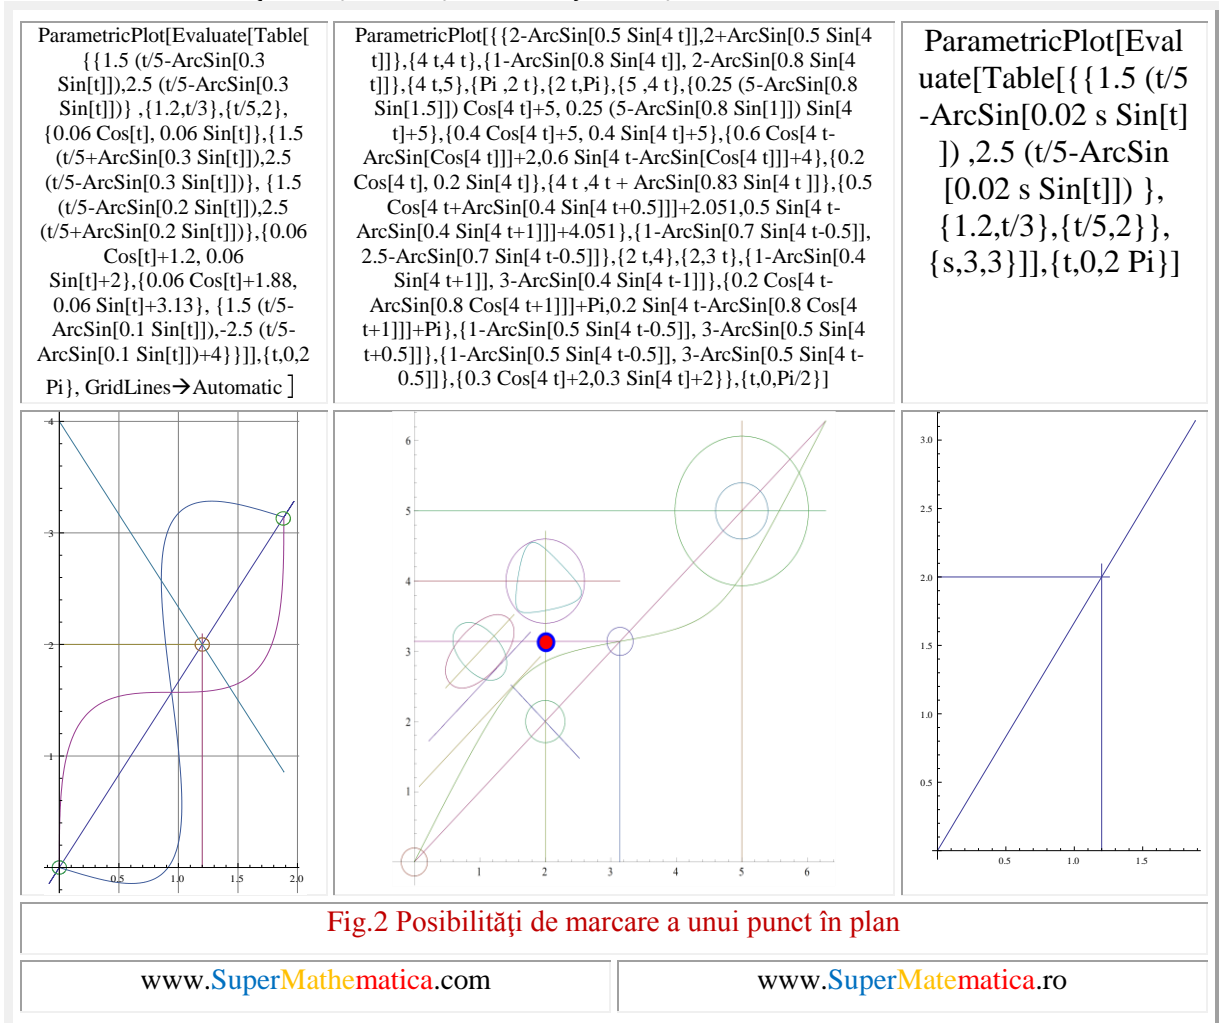 ParametricPlot[Evaluate[Table[
{{1.5 (t/5-ArcSin[0.3
Sin[t]]),2.5 (t/5-ArcSin[0.3
Sin[t]])} ,{1.2,t/3},{t/5,2},
{0.06 Cos[t], 0.06 Sin[t]},{1.5
(t/5+ArcSin[0.3 Sin[t]]),2.5
(t/5-ArcSin[0.3 Sin[t]])}, {1.5
(t/5-ArcSin[0.2 Sin[t]]),2.5
(t/5+ArcSin[0.2 Sin[t]])},{0.06
Cos[t]+1.2, 0.06
Sin[t]+2},{0.06 Cos[t]+1.88,
0.06 Sin[t]+3.13}, {1.5 (t/5-
ArcSin[0.1 Sin[t]]),-2.5 (t/5-
ArcSin[0.1 Sin[t]])+4}}]],{t,0,2
Pi}, GridLines→Automatic ]
ParametricPlot[{{2-ArcSin[0.5 Sin[4 t]],2+ArcSin[0.5 Sin[4
t]]},{4 t,4 t},{1-ArcSin[0.8 Sin[4 t]], 2-ArcSin[0.8 Sin[4
t]]},{4 t,5},{Pi ,2 t},{2 t,Pi},{5 ,4 t},{0.25 (5-ArcSin[0.8
Sin[1.5]]) Cos[4 t]+5, 0.25 (5-ArcSin[0.8 Sin[1]]) Sin[4
t]+5},{0.4 Cos[4 t]+5, 0.4 Sin[4 t]+5},{0.6 Cos[4 t-
ArcSin[Cos[4 t]]]+2,0.6 Sin[4 t-ArcSin[Cos[4 t]]]+4},{0.2
Cos[4 t], 0.2 Sin[4 t]},{4 t ,4 t + ArcSin[0.83 Sin[4 t ]]},{0.5
Cos[4 t+ArcSin[0.4 Sin[4 t+0.5]]]+2.051,0.5 Sin[4 t-
ArcSin[0.4 Sin[4 t+1]]]+4.051},{1-ArcSin[0.7 Sin[4 t-0.5]],
2.5-ArcSin[0.7 Sin[4 t-0.5]]},{2 t,4},{2,3 t},{1-ArcSin[0.4
Sin[4 t+1]], 3-ArcSin[0.4 Sin[4 t-1]]},{0.2 Cos[4 t-
ArcSin[0.8 Cos[4 t+1]]]+Pi,0.2 Sin[4 t-ArcSin[0.8 Cos[4
t+1]]]+Pi},{1-ArcSin[0.5 Sin[4 t-0.5]], 3-ArcSin[0.5 Sin[4
t+0.5]]},{1-ArcSin[0.5 Sin[4 t-0.5]], 3-ArcSin[0.5 Sin[4 t-
0.5]]},{0.3 Cos[4 t]+2,0.3 Sin[4 t]+2}},{t,0,Pi/2}]
ParametricPlot[Eval
uate[Table[{{1.5 (t/5
-ArcSin[0.02 s Sin[t]
]) ,2.5 (t/5-ArcSin
[0.02 s Sin[t]]) },
{1.2,t/3},{t/5,2}},
{s,3,3}]],{t,0,2 Pi}]
4
3
2
1
0.5 1.0 1.5 2.0
6
5
4
3
2
1
1 2 3 4 5 6
3.0
2.5
2.0
1.5
1.0
0.5
0.5 1.0 1.5
Fig.2 Posibilităţi de marcare a unui punct în plan
www.SuperMathematica.com
www.SuperMatematica.ro